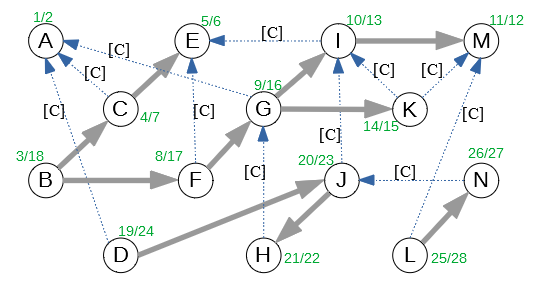 1/2 5/6 10/13 11/12
A E I M
[C] [C] [C] [C] [C]
9/16
C G K
[C] 4/7 [C] [C] 14/15
3/18 8/17 [C] 20/23 26/27
B F [C] J [C] N
19/24
D H L
21/22 25/28